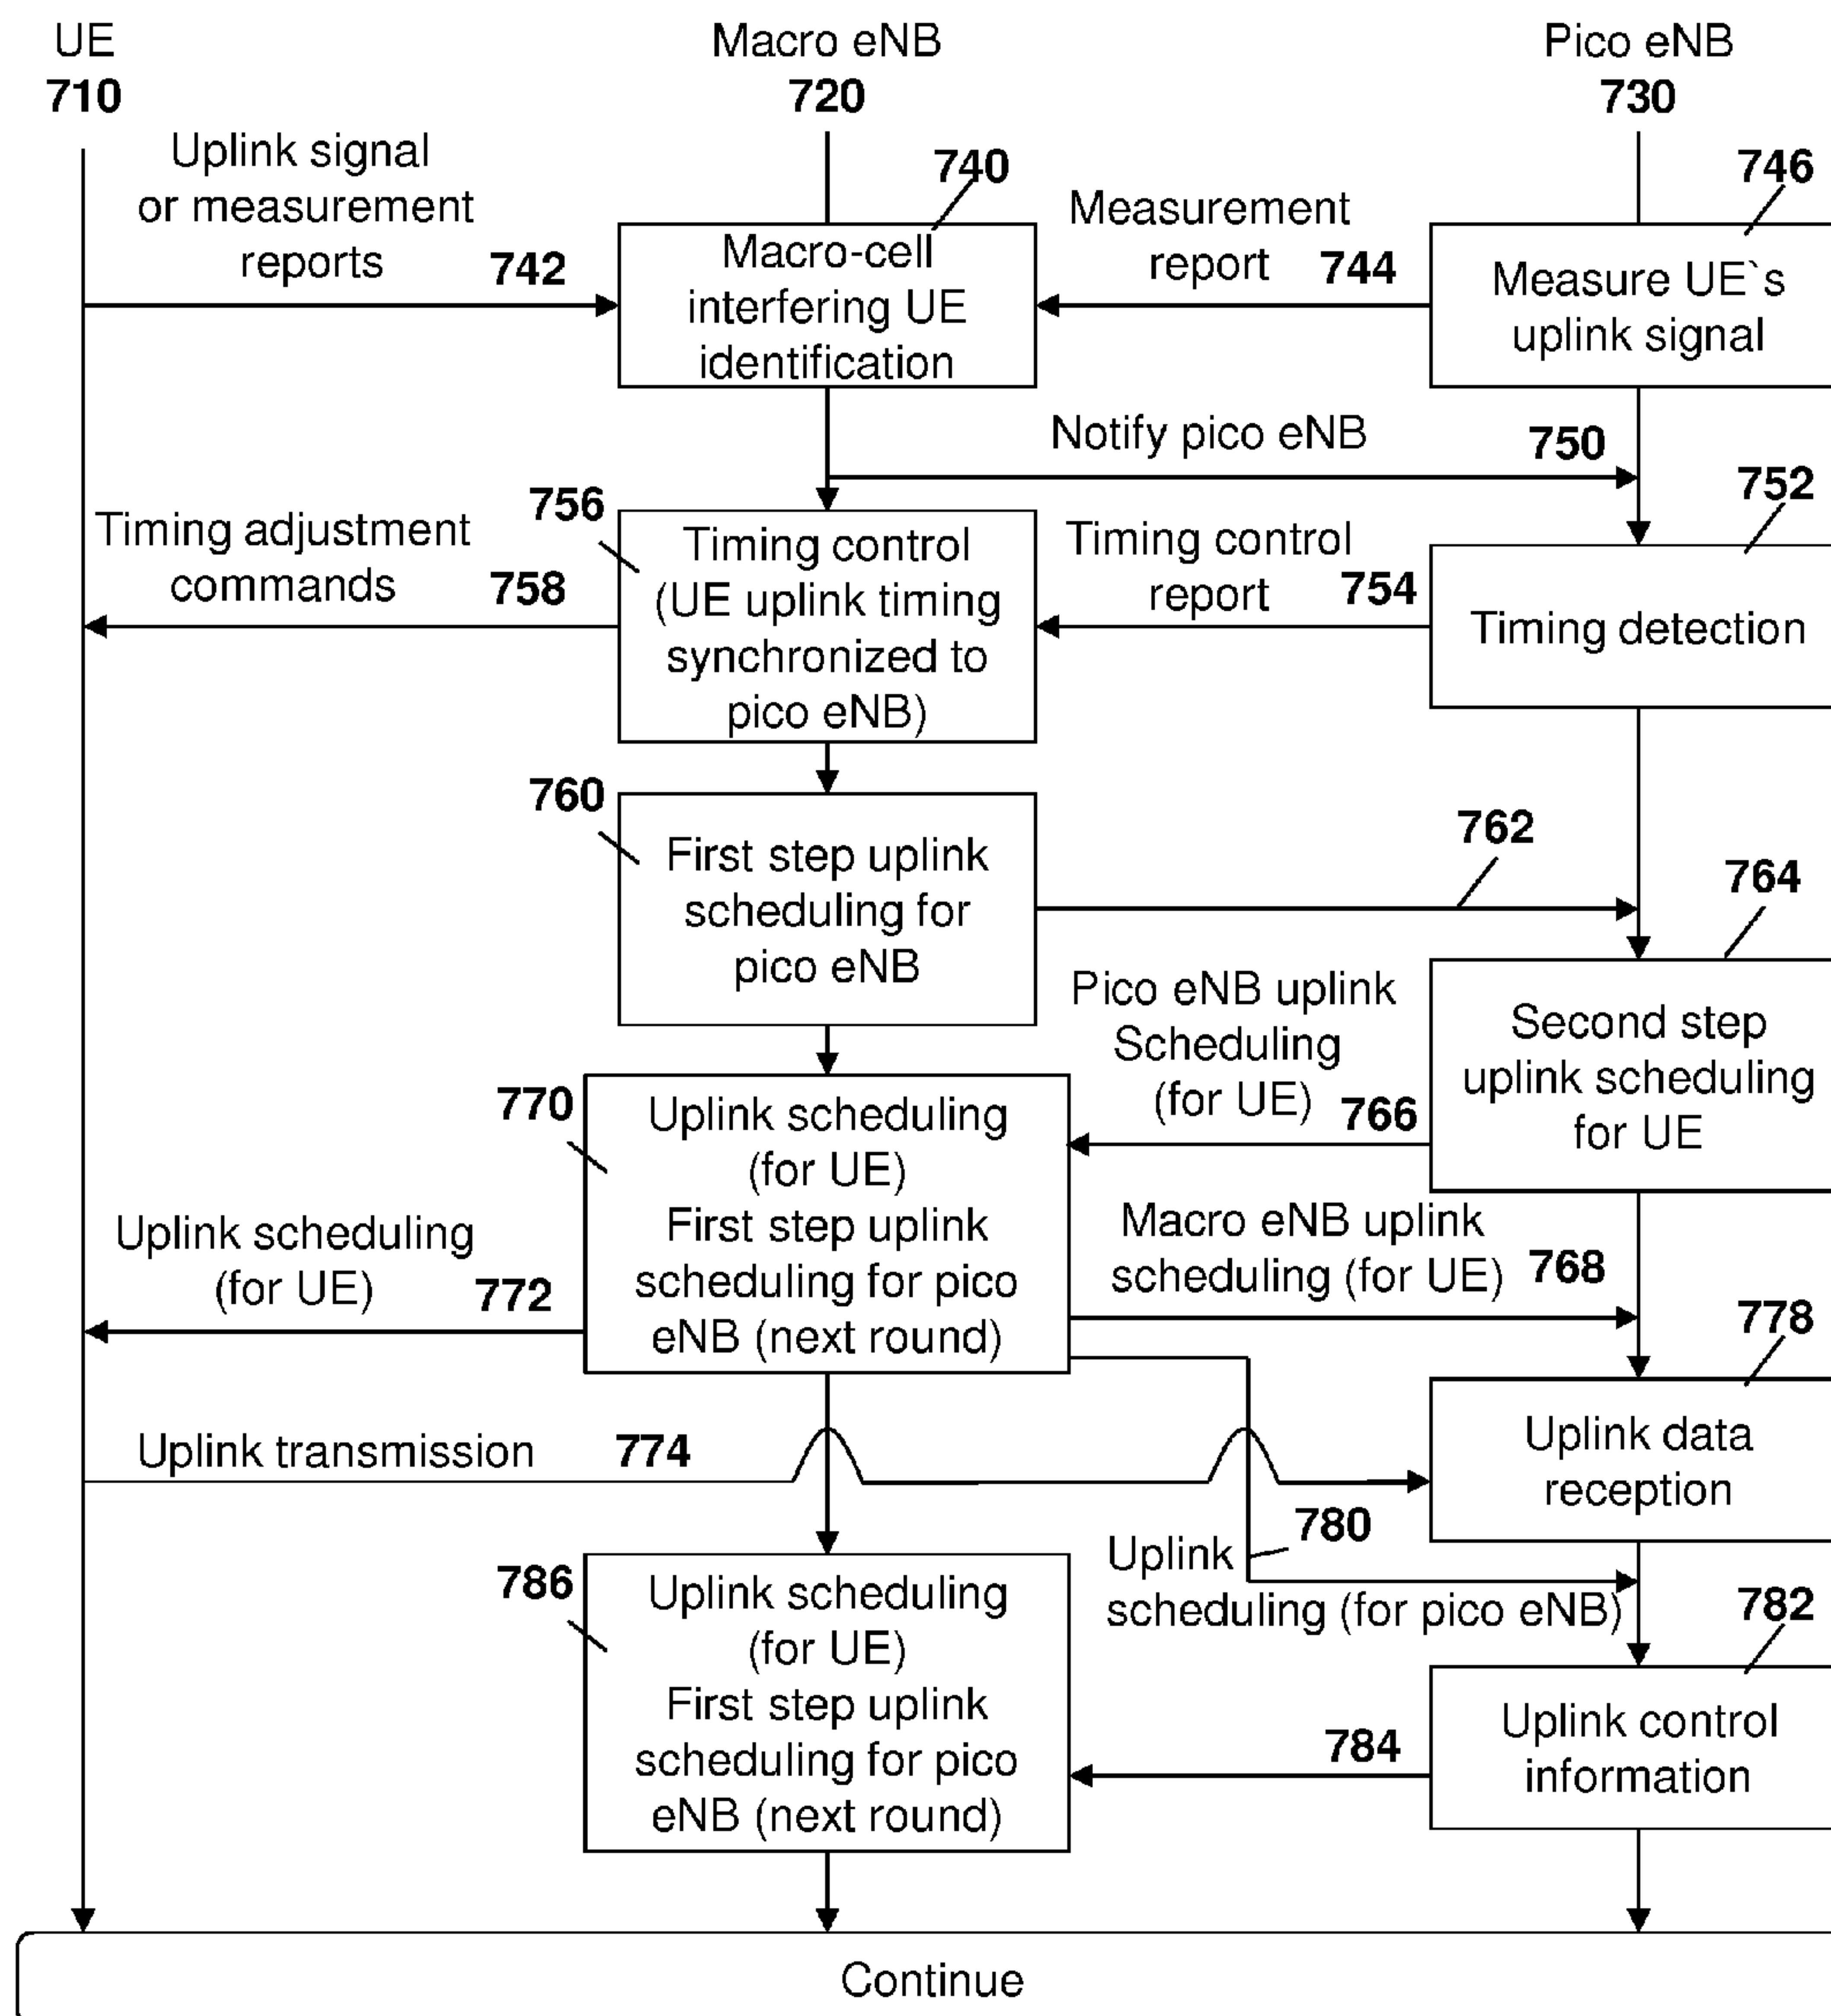 UE
710
Macro eNB
720
Pico eNB
730
Uplink signal
or measurement
reports
742
740
Macro-cell
interfering UE
identification
Measurement
report
744
746
Measure UE`s
uplink signal
Notify pico eNB
750
752
Timing adjustment
commands
758
756
Timing control
(UE uplink timing
synchronized to
pico eNB)
Timing control
report
754
Timing detection
760
First step uplink
scheduling for
pico eNB
762
764
Pico eNB uplink
Scheduling
(for UE)
766
Second step
uplink scheduling
for UE
770
Uplink scheduling
(for UE)
First step uplink
scheduling for pico
eNB (next round)
Uplink scheduling
(for UE)
772
Macro eNB uplink
scheduling (for UE)
768
778
Uplink transmission
774
Uplink data
reception
780
Uplink
scheduling (for pico eNB)
786
Uplink scheduling
(for UE)
First step uplink
scheduling for pico
eNB (next round)
782
784
Uplink control
information
Continue